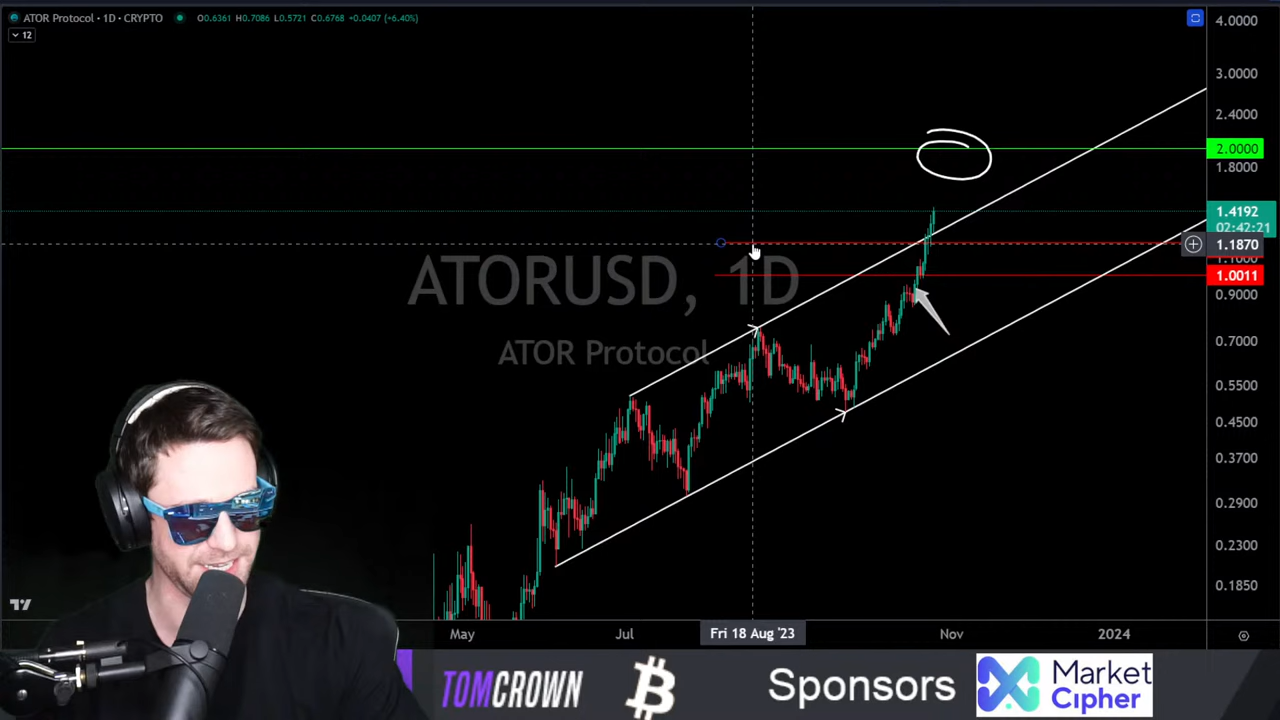 ATOR Protocol · 1D · CRYPTO O0.6361 H0.7086 L0.5721 C0.6768 +0.0407 (+6.40%)
12
4.0000
3.0000
2.4000
2.0000
1.8000
1.4192
02:42:21
1.1870
1.1000
1.0011
0.9000
0.7000
0.5500
0.4500
0.3700
0.2900
0.2300
0.1850
ATORUSD, 1D
ATOR Protocol
May
Jul
Fri 18 Aug '23
Nov
2024
TOMCROWN
Sponsors
Market
Cipher